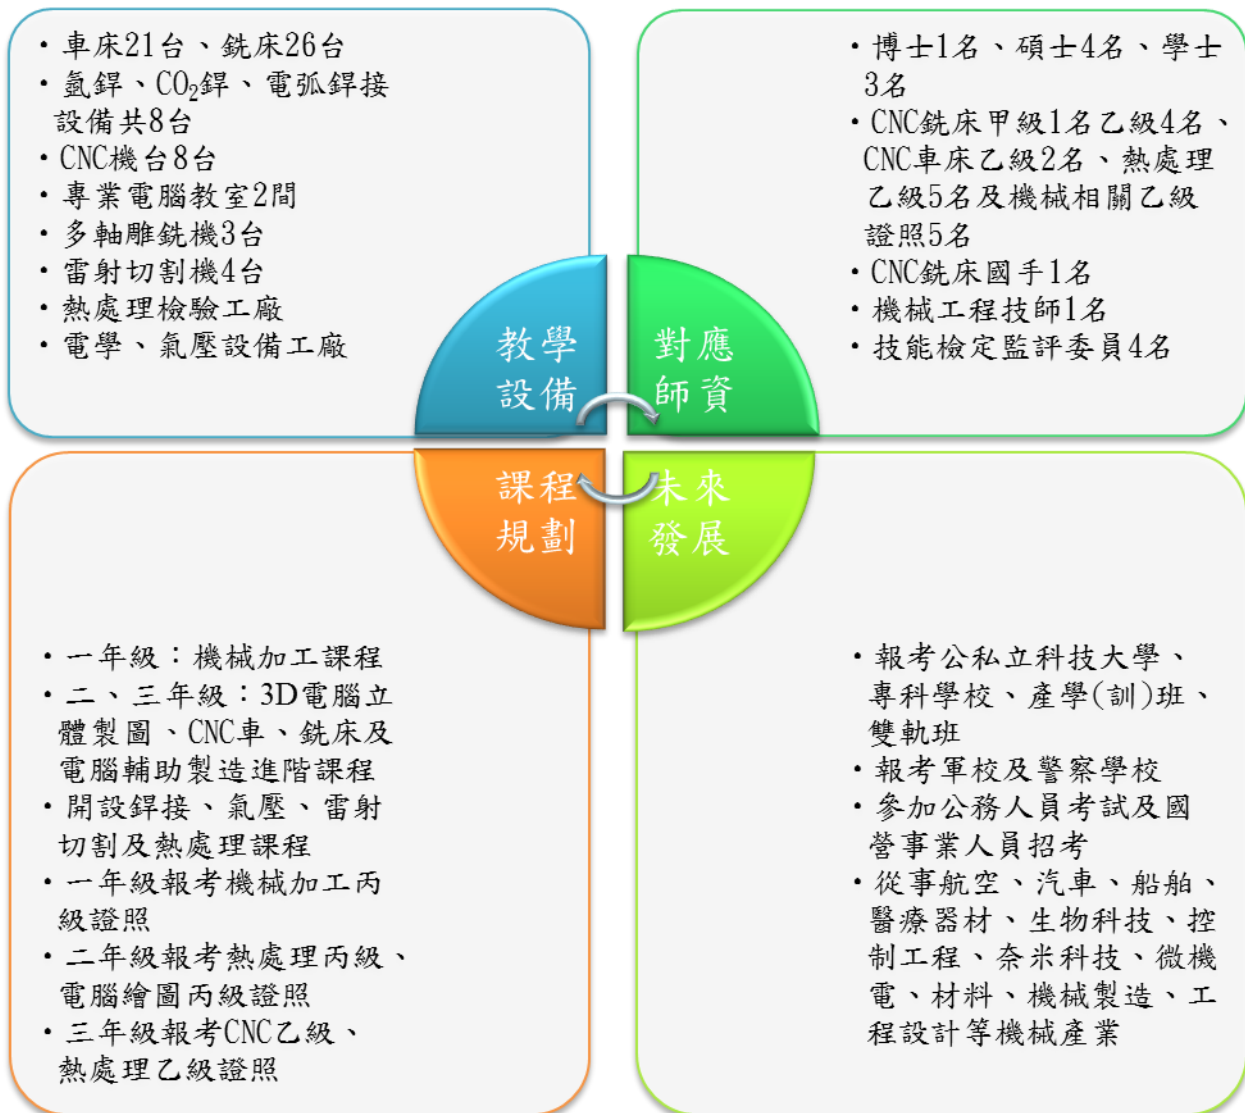 ・車床21台、銑床26台
・氬銲、CO₂銲、電弧銲接
設備共8台
・CNC機台8台
・專業電腦教室2間
・多軸雕銑機3台
・雷射切割機4台
・熱處理檢驗工廠
・電學、氣壓設備工廠
・博士1名、碩士4名、學士
3名
・CNC銑床甲級1名乙級4名、
CNC車床乙級2名、熱處理
乙級5名及機械相關乙級
證照5名
・CNC銑床國手1名
・機械工程技師1名
・技能檢定監評委員4名
教學
設備
對應
師資
課程
規劃
未來
發展
・一年級：機械加工課程
・二、三年級：3D電腦立
體製圖、CNC車、銑床及
電腦輔助製造進階課程
・開設銲接、氣壓、雷射
切割及熱處理課程
・一年級報考機械加工丙
級證照
・二年級報考熱處理丙級、
電腦繪圖丙級證照
・三年級報考CNC乙級、
熱處理乙級證照
・報考公私立科技大學、
專科學校、產學(訓)班、
雙軌班
・報考軍校及警察學校
・參加公務人員考試及國
營事業人員招考
・從事航空、汽車、船舶、
醫療器材、生物科技、控
制工程、奈米科技、微機
電、材料、機械製造、工
程設計等機械產業